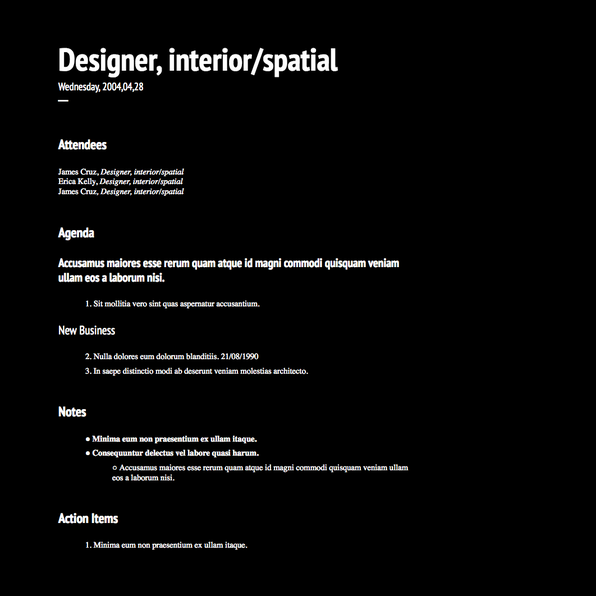 Designer, interior/spatial
Wednesday, 2004,04,28
—
Attendees
James Cruz, Designer, interior/spatial
Erica Kelly, Designer, interior/spatial
James Cruz, Designer, interior/spatial
Agenda
Accusamus maiores esse rerum quam atque id magni commodi quisquam veniam
ullam eos a laborum nisi.
1. Sit mollitia vero sint quas aspernatur accusantium.
New Business
2. Nulla dolores eum dolorum blanditiis. 21/08/1990
3. In saepe distinctio modi ab deserunt veniam molestias architecto.
Notes
● Minima eum non praesentium ex ullam itaque.
● Consequuntur delectus vel labore quasi harum.
○ Accusamus maiores esse rerum quam atque id magni commodi quisquam veniam ullam
eos a laborum nisi.
Action Items
1. Minima eum non praesentium ex ullam itaque.